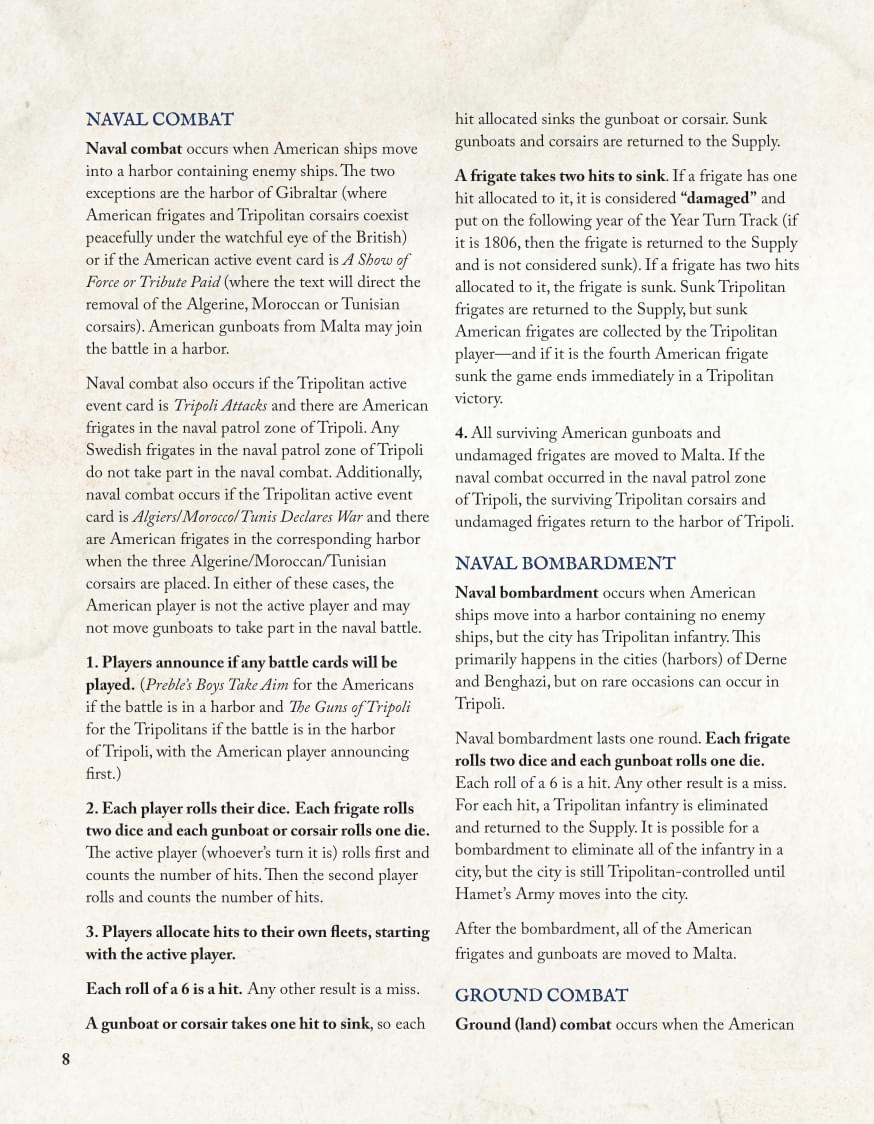 NAVAL COMBAT
Naval combat occurs when American ships move
into a harbor containing enemy ships. The two
exceptions are the harbor of Gibraltar (where
American frigates and Tripolitan corsairs coexist
peacefully under the watchful eye of the British)
or if the American active event card is A Show of
Force or Tribute Paid (where the text will direct the
removal of the Algerine, Moroccan or Tunisian
corsairs). American gunboats from Malta may join
the battle in a harbor.
Naval combat also occurs if the Tripolitan active
event card is Tripoli Attacks and there are American
frigates in the naval patrol zone of Tripoli. Any
Swedish frigates in the naval patrol zone of Tripoli
do not take part in the naval combat. Additionally,
naval combat occurs if the Tripolitan active event
card is Algiers/Morocco/Tunis Declares War and there
are American frigates in the corresponding harbor
when the three Algerine/Moroccan/Tunisian
corsairs are placed. In either of these cases, the
American player is not the active player and may
not move gunboats to take part in the naval battle.
1. Players announce if any battle cards will be
played. (Preble's Boys Take Aim for the Americans
if the battle is in a harbor and The Guns of Tripoli
for the Tripolitans if the battle is in the harbor
of Tripoli, with the American player announcing
first.)
2. Each player rolls their dice. Each frigate rolls
two dice and each gunboat or corsair rolls one die.
The active player (whoever's turn it is) rolls first and
counts the number of hits. Then the second player
rolls and counts the number of hits.
3. Players allocate hits to their own fleets, starting
with the active player.
Each roll of a 6 is a hit. Any other result is a miss.
A gunboat or corsair takes one hit to sink, so each
hit allocated sinks the gunboat or corsair. Sunk
gunboats and corsairs are returned to the Supply.
A frigate takes two hits to sink. If a frigate has one
hit allocated to it, it is considered “damaged” and
put on the following year of the Year Turn Track (if
it is 1806, then the frigate is returned to the Supply
and is not considered sunk). If a frigate has two hits
allocated to it, the frigate is sunk. Sunk Tripolitan
frigates are returned to the Supply, but sunk
American frigates are collected by the Tripolitan
player—and if it is the fourth American frigate
sunk the game ends immediately in a Tripolitan
victory.
4. All surviving American gunboats and
undamaged frigates are moved to Malta. If the
naval combat occurred in the naval patrol zone
of Tripoli, the surviving Tripolitan corsairs and
undamaged frigates return to the harbor of Tripoli.
NAVAL BOMBARDMENT
Naval bombardment occurs when American
ships move into a harbor containing no enemy
ships, but the city has Tripolitan infantry. This
primarily happens in the cities (harbors) of Derne
and Benghazi, but on rare occasions can occur in
Tripoli.
Naval bombardment lasts one round. Each frigate
rolls two dice and each gunboat rolls one die.
Each roll of a 6 is a hit. Any other result is a miss.
For each hit, a Tripolitan infantry is eliminated
and returned to the Supply. It is possible for a
bombardment to eliminate all of the infantry in a
city, but the city is still Tripolitan-controlled until
Hamet's Army moves into the city.
After the bombardment, all of the American
frigates and gunboats are moved to Malta.
GROUND COMBAT
Ground (land) combat occurs when the American
8